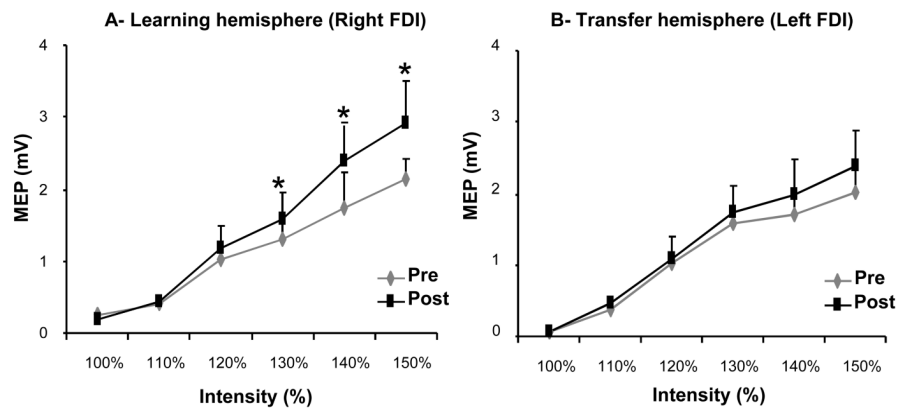 A- Learning hemisphere (Right FDI)
4
3
2
1
0
MEP (mV)
*
*
*
Pre
Post
100% 110% 120% 130% 140% 150%
Intensity (%)
B- Transfer hemisphere (Left FDI)
4
3
2
1
0
MEP (mV)
Pre
Post
100% 110% 120% 130% 140% 150%
Intensity (%)